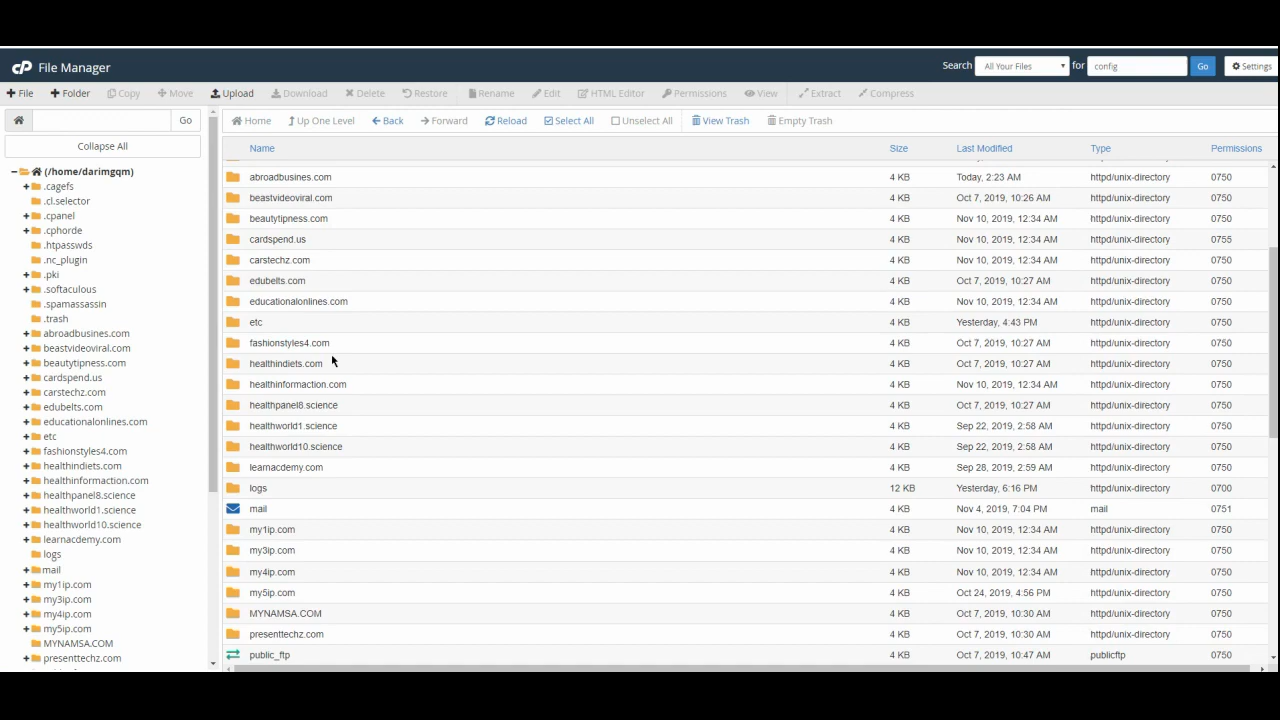 cP File Manager
Search All Your Files for config Go Settings
File Folder Copy Move Upload Download Delete Restore Rename Edit HTML Editor Permissions View Extract Compress
Go Home Up One Level Back Forward Reload Select All Unselect All View Trash Empty Trash
Collapse All
(/home/darimgqm)
.cagefs
.cl.selector
.cpanel
.cphorde
.htpasswds
.nc_plugin
.pki
.softaculous
.spamassassin
.trash
abroadbusines.com
beastvideoviral.com
beautytipness.com
cardspend.us
carstechz.com
edubelts.com
educationalonlines.com
etc
fashionstyles4.com
healthindiets.com
healthinformaction.com
healthpanel8.science
healthworld1.science
healthworld10.science
learnacdemy.com
logs
mail
my1ip.com
my3ip.com
my4ip.com
my5ip.com
MYNAMSA.COM
presenttechz.com
Name Size Last Modified Type Permissions
abroadbusines.com 4 KB Today, 2:23 AM httpd/unix-directory 0750
beastvideoviral.com 4 KB Oct 7, 2019, 10:26 AM httpd/unix-directory 0750
beautytipness.com 4 KB Nov 10, 2019, 12:34 AM httpd/unix-directory 0750
cardspend.us 4 KB Nov 10, 2019, 12:34 AM httpd/unix-directory 0755
carstechz.com 4 KB Nov 10, 2019, 12:34 AM httpd/unix-directory 0750
edubelts.com 4 KB Oct 7, 2019, 10:27 AM httpd/unix-directory 0750
educationalonlines.com 4 KB Nov 10, 2019, 12:34 AM httpd/unix-directory 0750
etc 4 KB Yesterday, 4:43 PM httpd/unix-directory 0750
fashionstyles4.com 4 KB Oct 7, 2019, 10:27 AM httpd/unix-directory 0750
healthindiets.com 4 KB Oct 7, 2019, 10:27 AM httpd/unix-directory 0750
healthinformaction.com 4 KB Nov 10, 2019, 12:34 AM httpd/unix-directory 0750
healthpanel8.science 4 KB Oct 7, 2019, 10:27 AM httpd/unix-directory 0750
healthworld1.science 4 KB Sep 22, 2019, 2:58 AM httpd/unix-directory 0750
healthworld10.science 4 KB Sep 22, 2019, 2:58 AM httpd/unix-directory 0750
learnacdemy.com 4 KB Sep 28, 2019, 2:59 AM httpd/unix-directory 0750
logs 12 KB Yesterday, 6:16 PM httpd/unix-directory 0700
mail 4 KB Nov 4, 2019, 7:04 PM mail 0751
my1ip.com 4 KB Nov 10, 2019, 12:34 AM httpd/unix-directory 0750
my3ip.com 4 KB Nov 10, 2019, 12:34 AM httpd/unix-directory 0750
my4ip.com 4 KB Nov 10, 2019, 12:34 AM httpd/unix-directory 0750
my5ip.com 4 KB Oct 24, 2019, 4:56 PM httpd/unix-directory 0750
MYNAMSA.COM 4 KB Oct 7, 2019, 10:30 AM httpd/unix-directory 0750
presenttechz.com 4 KB Oct 7, 2019, 10:30 AM httpd/unix-directory 0750
public_ftp 4 KB Oct 7, 2019, 10:47 AM publicftp 0750